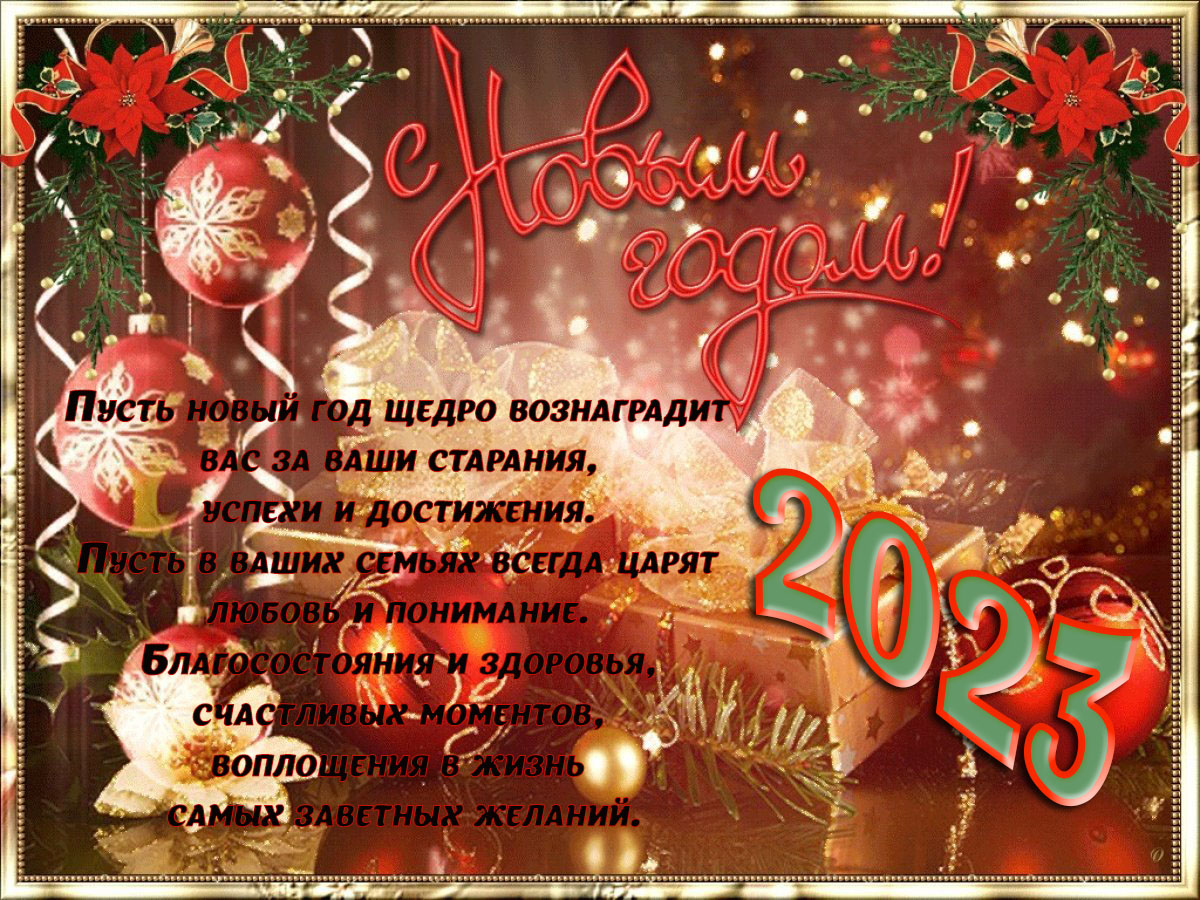 с Новым
годом!
Пусть новый год щедро вознаградит
вас за ваши старания,
успехи и достижения.
Пусть в ваших семьях всегда царят
любовь и понимание.
Благосостояния и здоровья,
счастливых моментов,
воплощения в жизнь
самых заветных желаний.
2023